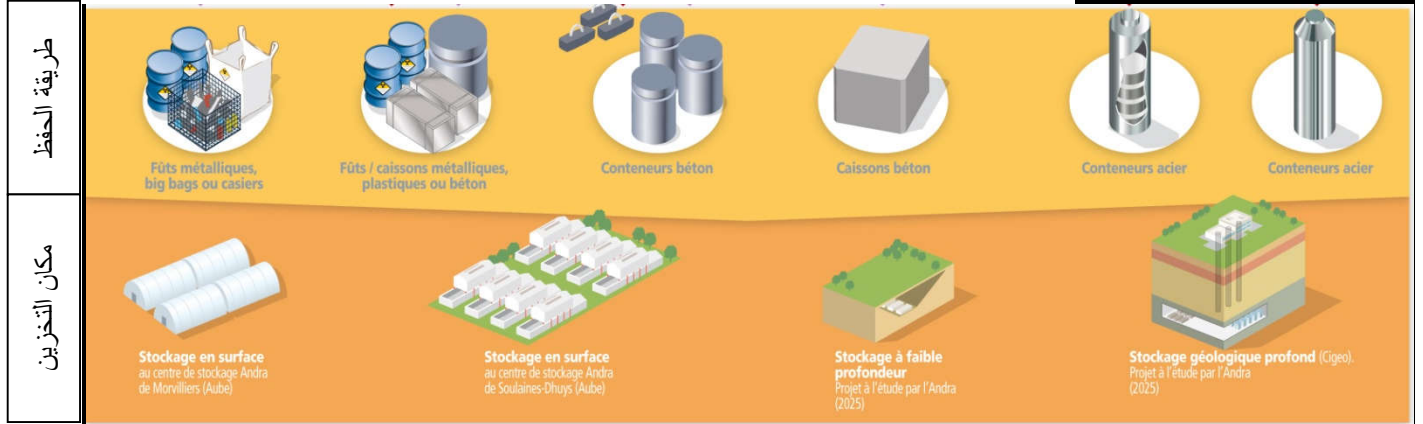 طريقة الحفظ
Fûts métalliques,
big bags ou casiers
Fûts / caissons métalliques,
plastiques ou béton
Conteneurs béton
Caissons béton
Conteneurs acier
Conteneurs acier
مكان التخزين
Stockage en surface
au centre de stockage Andra
de Morvilliers (Aube)
Stockage en surface
au centre de stockage Andra
de Soulaines-Dhuys (Aube)
Stockage à faible
profondeur
Projet à l'étude par l'Andra
(2025)
Stockage géologique profond (Cigeo).
Projet à l'étude par l'Andra
(2025)